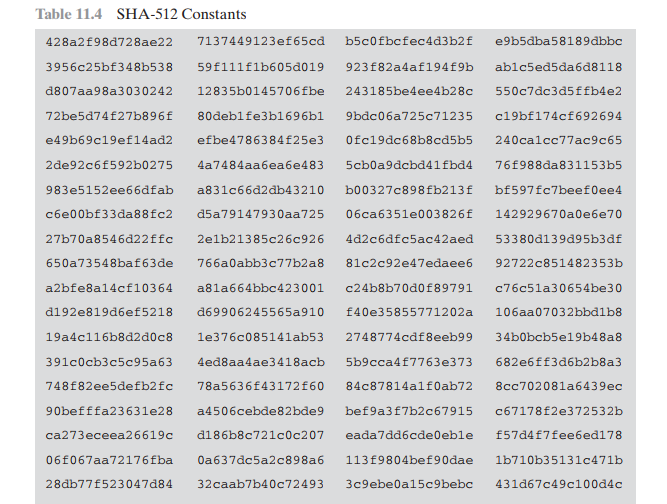 Table 11.4 SHA-512 Constants
428a2f98d728ae22 7137449123ef65cd b5c0fbcfec4d3b2f e9b5dba58189dbbc
3956c25bf348b538 59f111f1b605d019 923f82a4af194f9b ab1c5ed5da6d8118
d807aa98a3030242 12835b0145706fbe 243185be4ee4b28c 550c7dc3d5ffb4e2
72be5d74f27b896f 80deb1fe3b1696b1 9bdc06a725c71235 c19bf174cf692694
e49b69c19ef14ad2 efbe4786384f25e3 0fc19dc68b8cd5b5 240ca1cc77ac9c65
2de92c6f592b0275 4a7484aa6ea6e483 5cb0a9dcbd41fbd4 76f988da831153b5
983e5152ee66dfab a831c66d2db43210 b00327c898fb213f bf597fc7beef0ee4
c6e00bf33da88fc2 d5a79147930aa725 06ca6351e003826f 142929670a0e6e70
27b70a8546d22ffc 2e1b21385c26c926 4d2c6dfc5ac42aed 53380d139d95b3df
650a73548baf63de 766a0abb3c77b2a8 81c2c92e47edaee6 92722c851482353b
a2bfe8a14cf10364 a81a664bbc423001 c24b8b70d0f89791 c76c51a30654be30
d192e819d6ef5218 d69906245565a910 f40e35855771202a 106aa07032bbd1b8
19a4c116b8d2d0c8 1e376c085141ab53 2748774cdf8eeb99 34b0bcb5e19b48a8
391c0cb3c5c95a63 4ed8aa4ae3418acb 5b9cca4f7763e373 682e6ff3d6b2b8a3
748f82ee5defb2fc 78a5636f43172f60 84c87814a1f0ab72 8cc702081a6439ec
90befffa23631e28 a4506cebde82bde9 bef9a3f7b2c67915 c67178f2e372532b
ca273eceea26619c d186b8c721c0c207 eada7dd6cde0eb1e f57d4f7fee6ed178
06f067aa72176fba 0a637dc5a2c898a6 113f9804bef90dae 1b710b35131c471b
28db77f523047d84 32caab7b40c72493 3c9ebe0a15c9bebc 431d67c49c100d4c